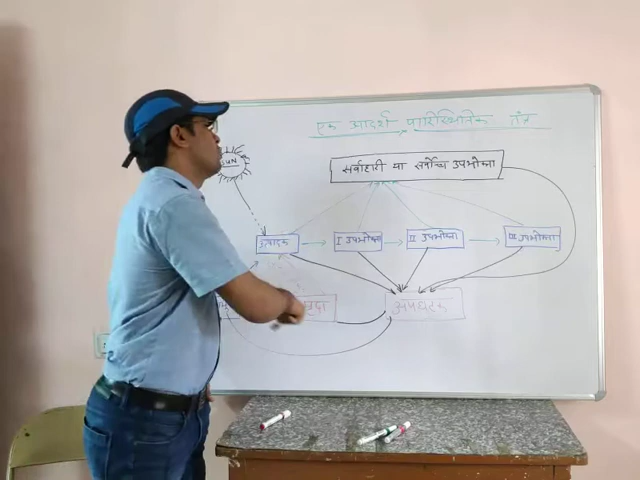 एक आदर्श पारिस्थितिक तंत्र
SUN
सर्वाहारी या सर्वोच्च उपभोक्ता
उत्पादक
I उपभोक्ता
II उपभोक्ता
III उपभोक्ता
मृदा
अपघटक